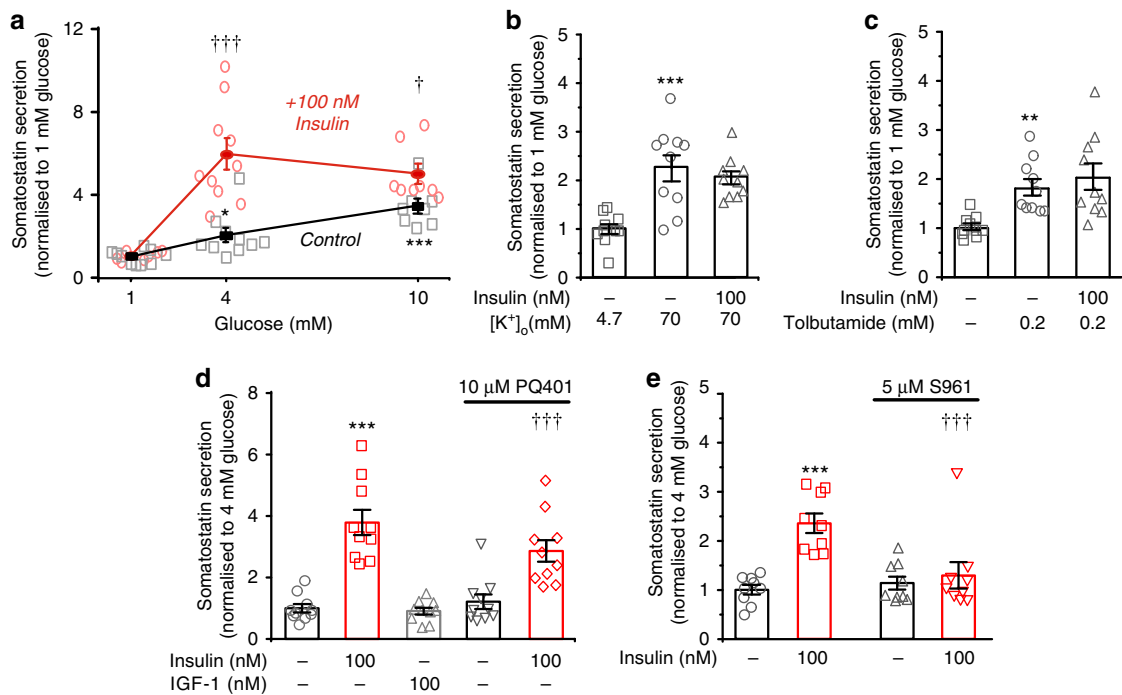 a
Somatostatin secretion
(normalised to 1 mM glucose)
12
8
4
0
†††
†
+100 nM
Insulin
*
Control
***
1
4
10
Glucose (mM)
b
Somatostatin secretion
(normalised to 1 mM glucose)
5
4
3
2
1
0
***
Insulin (nM)
–
–
100
[K+]o(mM)
4.7
70
70
c
Somatostatin secretion
(normalised to 1 mM glucose)
5
4
3
2
1
0
**
Insulin (nM)
–
–
100
Tolbutamide (mM)
–
0.2
0.2
d
Somatostatin secretion
(normalised to 4 mM glucose)
8
6
4
2
0
***
10 μM PQ401
†††
Insulin (nM)
–
100
–
–
100
IGF-1 (nM)
–
–
100
–
–
e
Somatostatin secretion
(normalised to 4 mM glucose)
5
4
3
2
1
0
***
5 μM S961
†††
Insulin (nM)
–
100
–
100